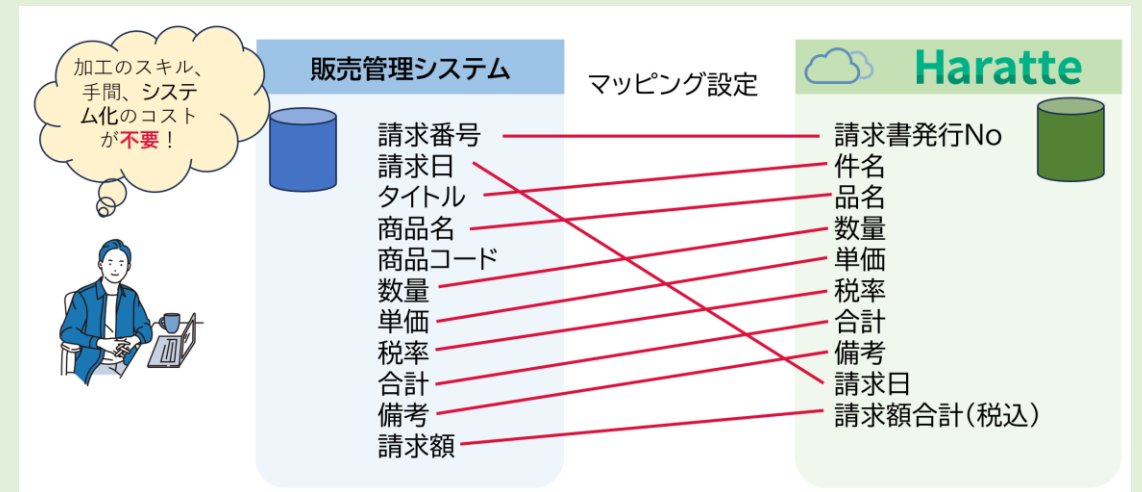 加工のスキル、
手間、システ
ム化のコスト
が不要！
販売管理システム
請求番号
請求日
タイトル
商品名
商品コード
数量
単価
税率
合計
備考
請求額
マッピング設定
Haratte
請求書発行No
件名
品名
数量
単価
税率
合計
備考
請求日
請求額合計(税込)